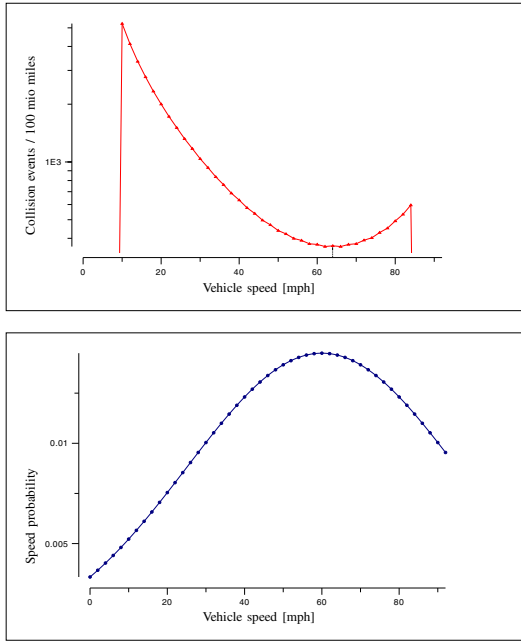 Collision events / 100 mio miles
1E3
0 20 40 60 80
Vehicle speed [mph]
Speed probability
0.01
0.005
0 20 40 60 80
Vehicle speed [mph]